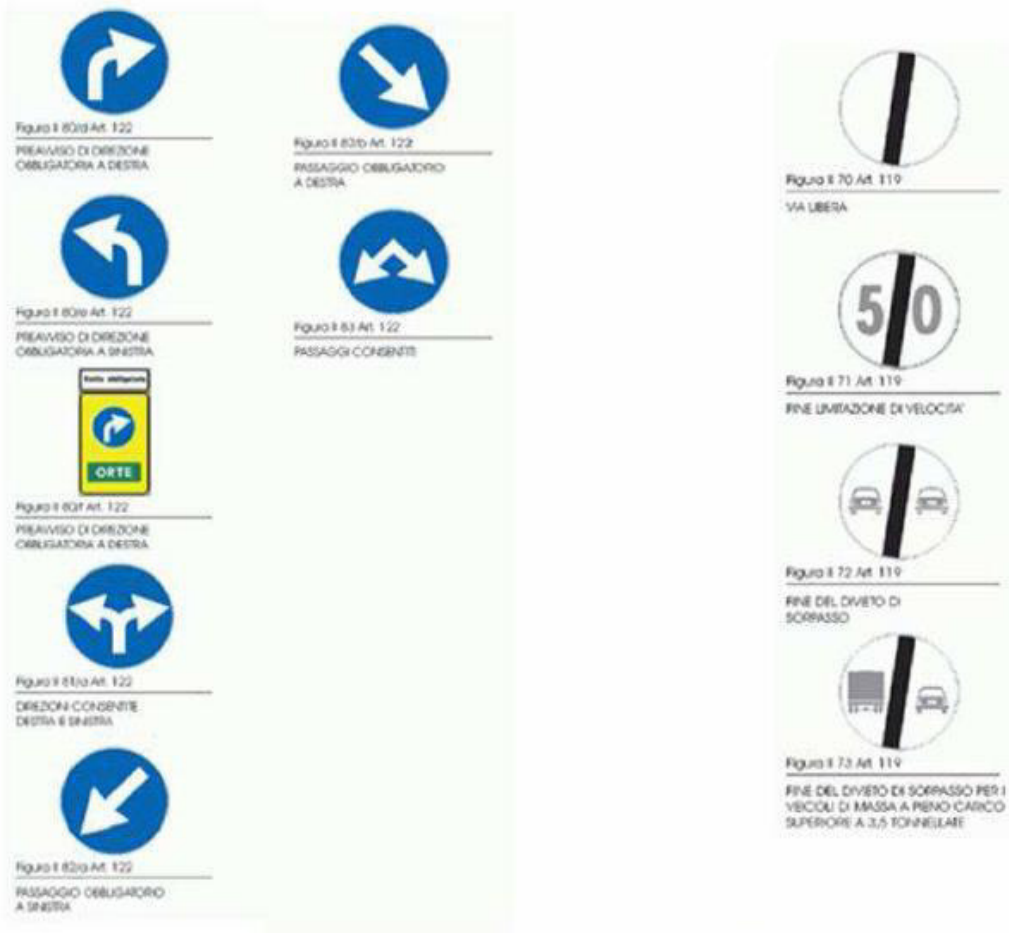 Figura II 80/d Art. 122
PREAVVISO DI DIREZIONE
OBBLIGATORIA A DESTRA
Figura II 80/e Art. 122
PREAVVISO DI DIREZIONE
OBBLIGATORIA A SINISTRA
ORTE
Figura II 80/f Art. 122
PREAVVISO DI DIREZIONE
OBBLIGATORIA A DESTRA
Figura II 81/a Art. 122
DIREZIONI CONSENTITE
DESTRA E SINISTRA
Figura II 82/a Art. 122
PASSAGGIO OBBLIGATORIO
A SINISTRA
Figura II 82/b Art. 122
PASSAGGIO OBBLIGATORIO
A DESTRA
Figura II 83 Art. 122
PASSAGGI CONSENTITI
Figura II 70 Art. 119
VIA LIBERA
50
Figura II 71 Art. 119
FINE LIMITAZIONE DI VELOCITA'
Figura II 72 Art. 119
FINE DEL DIVIETO DI
SORPASSO
Figura II 73 Art. 119
FINE DEL DIVIETO DI SORPASSO PER I
VEICOLI DI MASSA A PIENO CARICO
SUPERIORE A 3,5 TONNELLATE